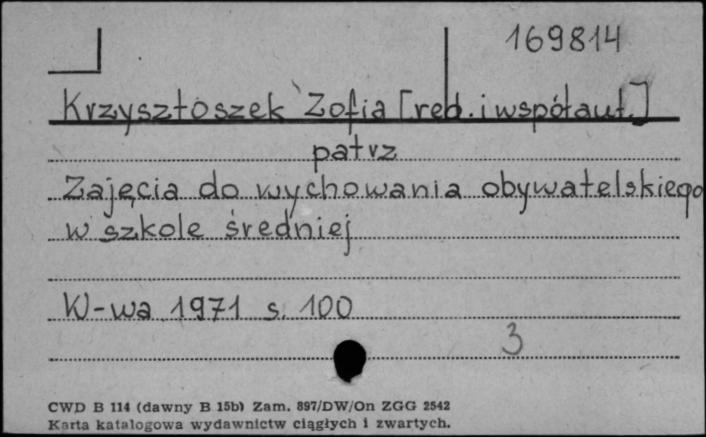 169814
Krzysztoszek Zofia [red. i współaut.]
patrz
Zajęcia do wychowania obywatelskiego
w szkole średniej
W-wa 1971 s. 100
3
CWD B 114 (dawny B 15b) Zam. 897/DW/On ZGG 2542
Karta katalogowa wydawnictw ciągłych i zwartych.